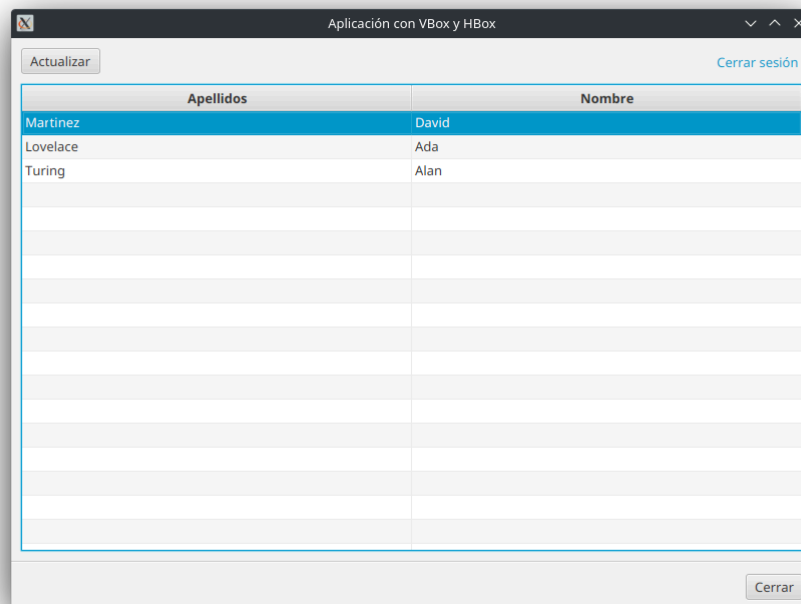 Aplicación con VBox y HBox
Actualizar Cerrar sesión
Apellidos Nombre
Martinez David
Lovelace Ada
Turing Alan
Cerrar